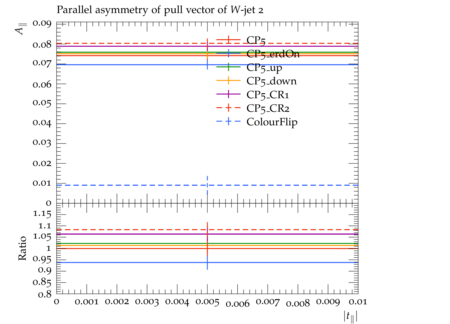 Parallel asymmetry of pull vector of W-jet 2
A∥
0.09
0.08
0.07
0.06
0.05
0.04
0.03
0.02
0.01
0
CP5
CP5_erdOn
CP5_up
CP5_down
CP5_CR1
CP5_CR2
ColourFlip
Ratio
1.15
1.1
1.05
1
0.95
0.9
0.85
0.8
0 0.001 0.002 0.003 0.004 0.005 0.006 0.007 0.008 0.009 0.01
|t∥|